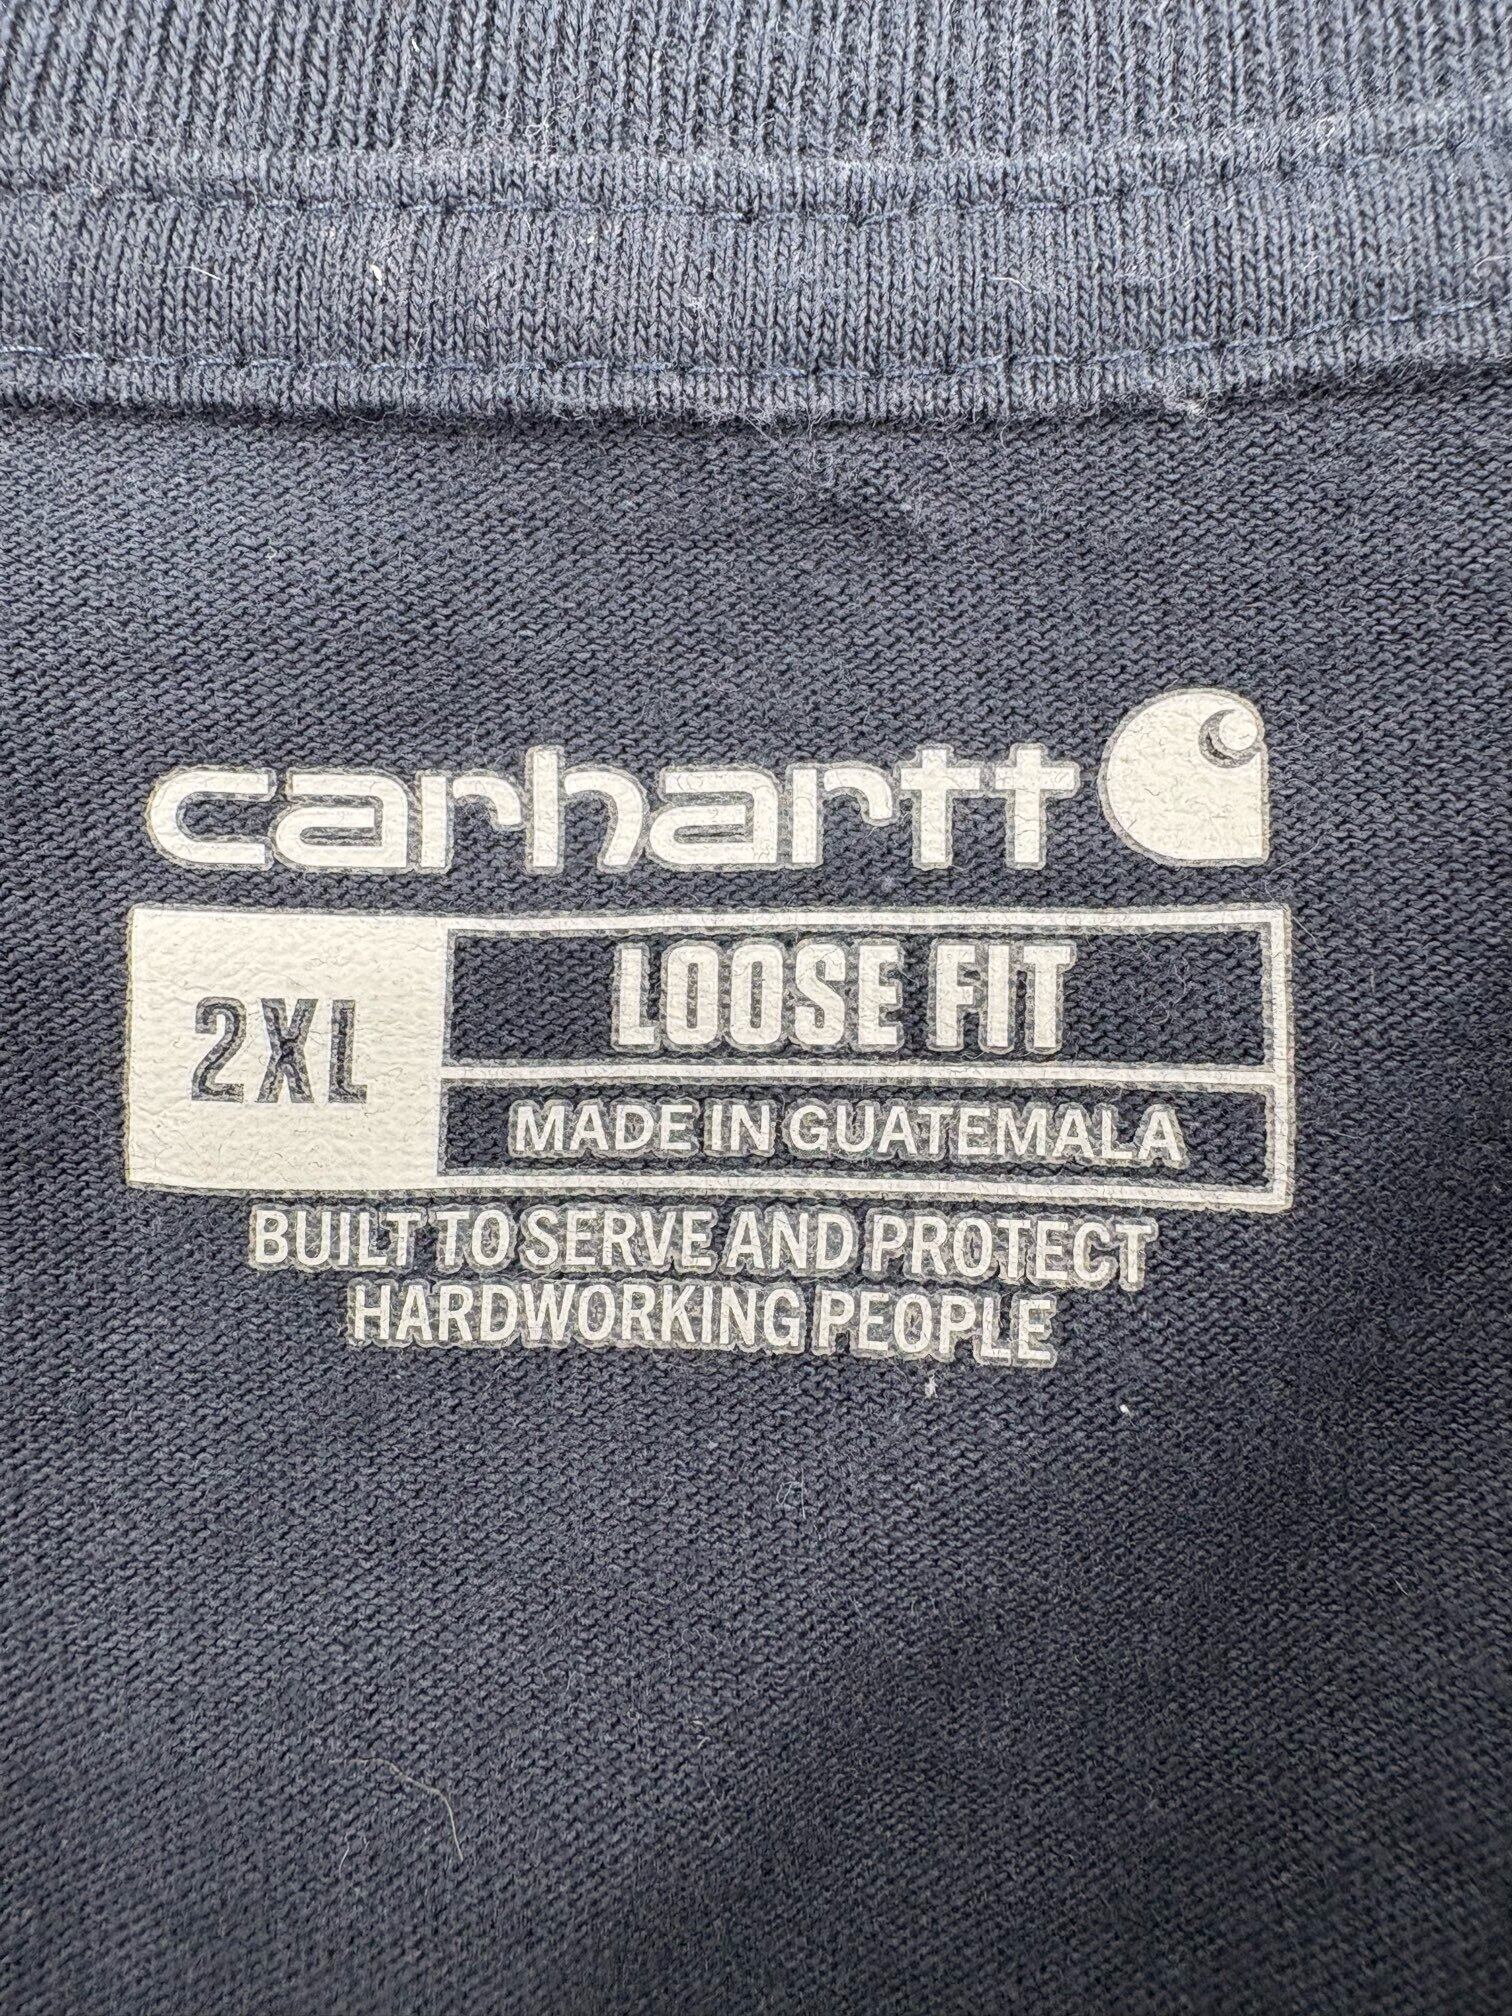 carhartt
2XL
LOOSE FIT
MADE IN GUATEMALA
BUILT TO SERVE AND PROTECT
HARDWORKING PEOPLE